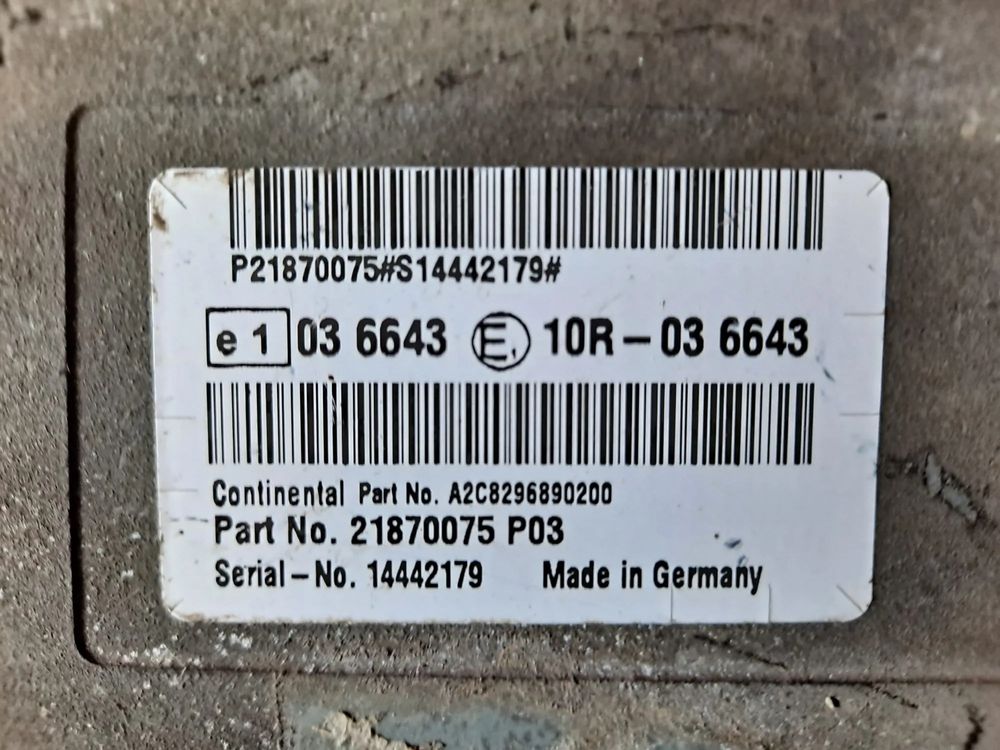 P21870075#S14442179#
e 1 03 6643 E1 10R – 03 6643
Continental Part No. A2C8296890200
Part No. 21870075 P03
Serial – No. 14442179 Made in Germany